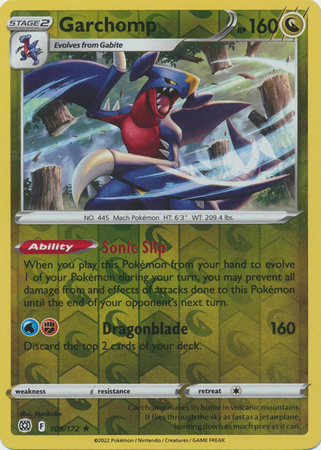 STAGE 2
Garchomp
HP 160
Evolves from Gabite
NO. 445 Mach Pokémon HT: 6'3" WT: 209.4 lbs.
Ability Sonic Slip
When you play this Pokémon from your hand to evolve
1 of your Pokémon during your turn, you may prevent all
damage from and effects of attacks done to this Pokémon
until the end of your opponent's next turn.
Dragonblade 160
Discard the top 2 cards of your deck.
weakness resistance retreat
Illus. Nurikabe
Garchomp makes its home in volcanic mountains.
It flies through the sky as fast as a jet airplane,
hunting down as much prey as it can.
F 109/172 ★
©2022 Pokémon / Nintendo / Creatures / GAME FREAK